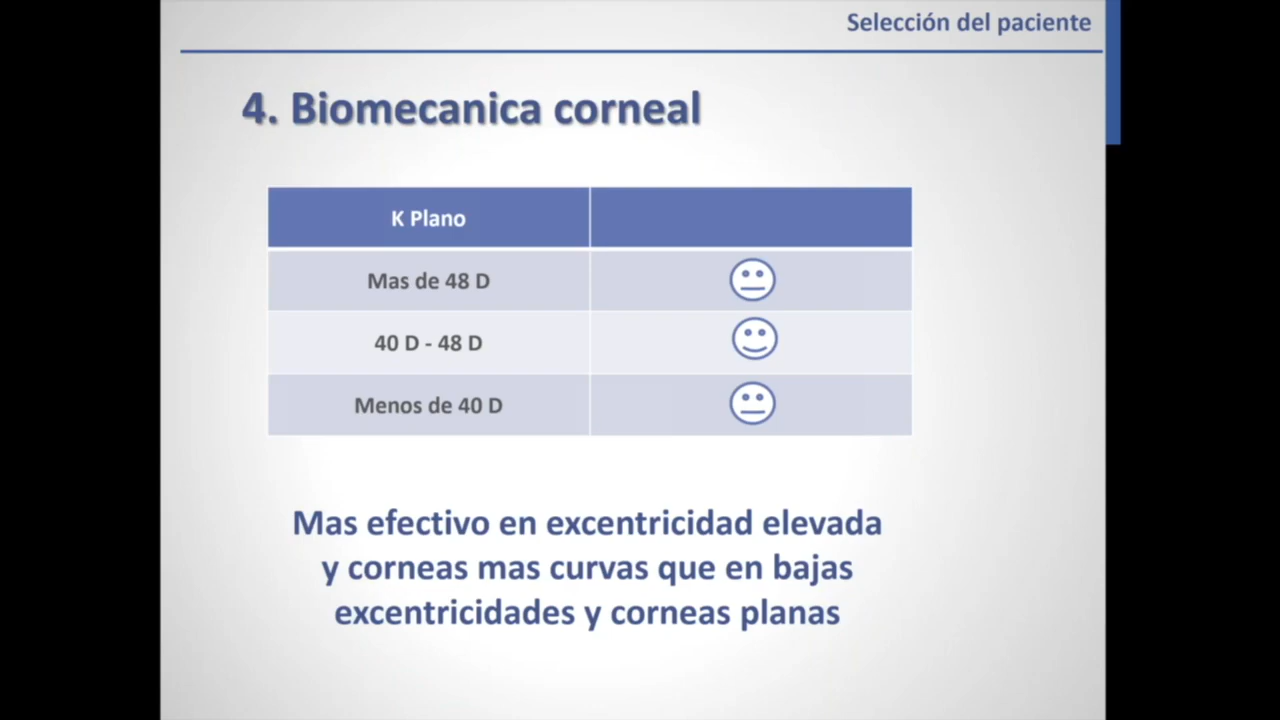 Selección del paciente
4. Biomecanica corneal
K Plano
Mas de 48 D
40 D - 48 D
Menos de 40 D
Mas efectivo en excentricidad elevada
y corneas mas curvas que en bajas
excentricidades y corneas planas